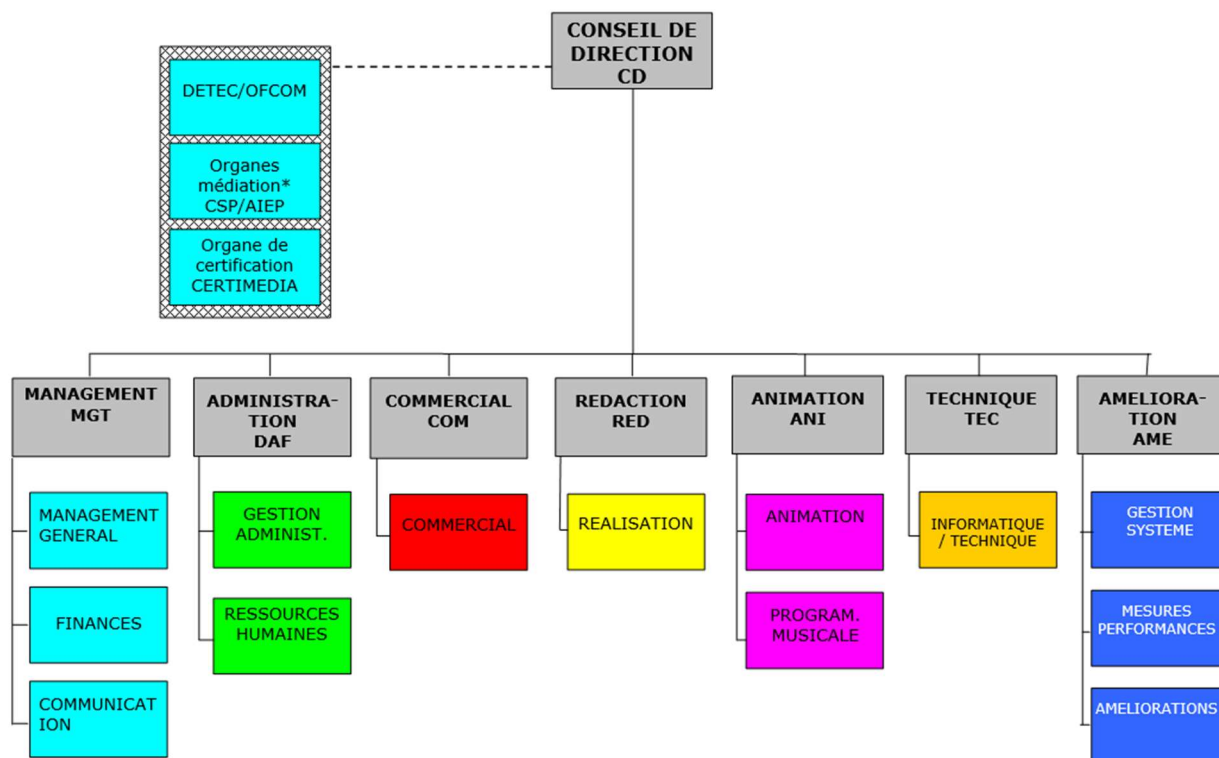 CONSEIL DE
DIRECTION
CD
DETEC/OFCOM
Organes
médiation*
CSP/AIEP
Organe de
certification
CERTIMEDIA
MANAGEMENT
MGT
ADMINISTRA-
TION
DAF
COMMERCIAL
COM
REDACTION
RED
ANIMATION
ANI
TECHNIQUE
TEC
AMELIORA-
TION
AME
MANAGEMENT
GENERAL
FINANCES
COMMUNICAT
ION
GESTION
ADMINIST.
RESSOURCES
HUMAINES
COMMERCIAL
REALISATION
ANIMATION
PROGRAM.
MUSICALE
INFORMATIQUE
/ TECHNIQUE
GESTION
SYSTEME
MESURES
PERFORMANCES
AMELIORATIONS